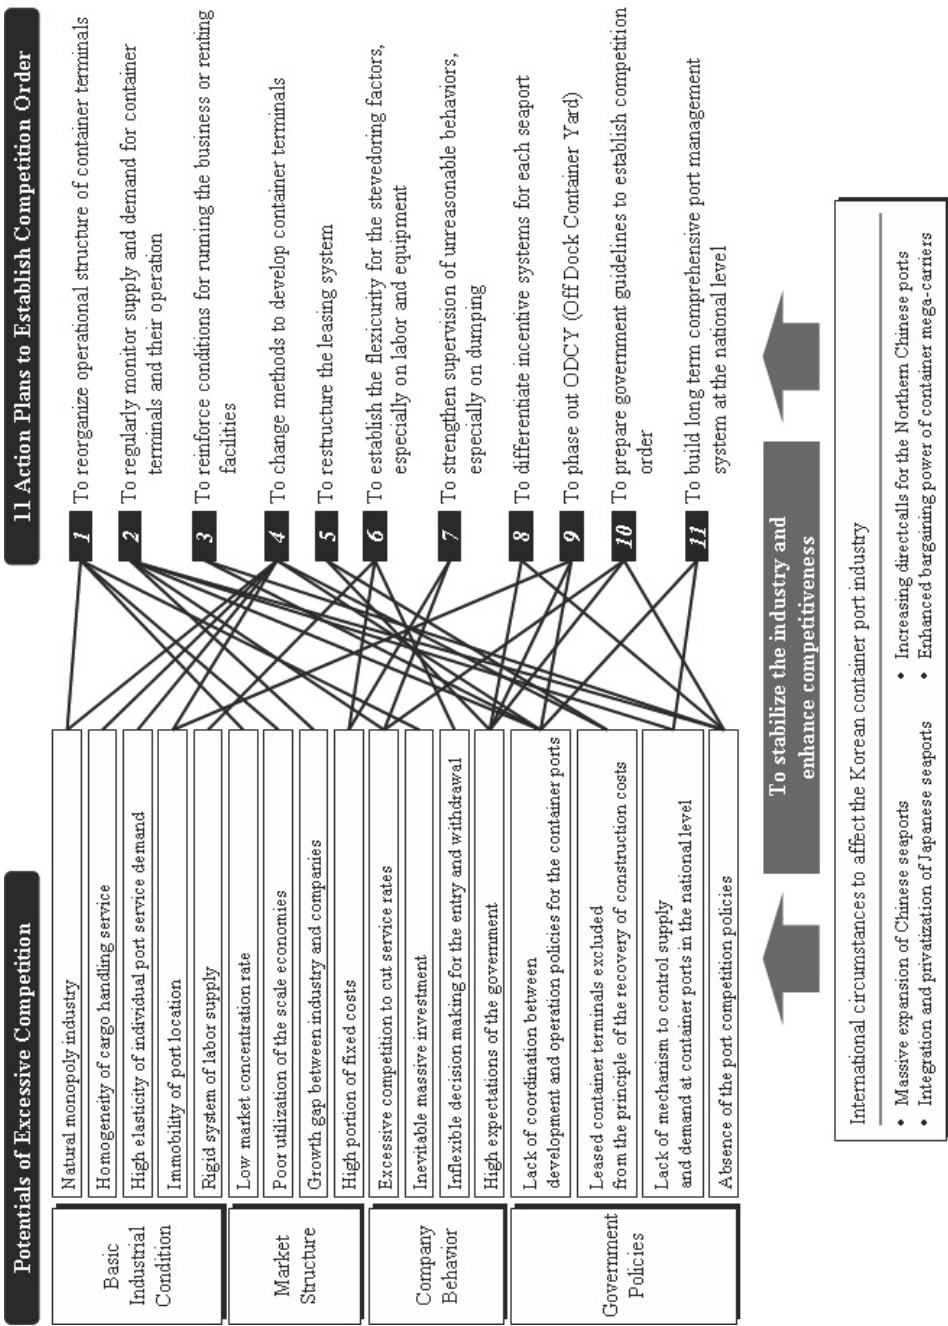 Potentials of Excessive Competition
11 Action Plans to Establish Competition Order
Basic
Industrial
Condition
Natural monopoly industry
Homogeneity of cargo handling service
High elasticity of individual port service demand
Immobility of port location
Rigid system of labor supply
Market
Structure
Low market concentration rate
Poor utilization of the scale economies
Growth gap between industry and companies
High portion of fixed costs
Company
Behavior
Excessive competition to cut service rates
Inevitable massive investment
Inflexible decision making for the entry and withdrawal
High expectations of the government
Government
Policies
Lack of coordination between
development and operation policies for the container ports
Leased container terminals excluded
from the principle of the recovery of construction costs
Lack of mechanism to control supply
and demand at container ports in the national level
Absence of the port competition policies
1 To reorganize operational structure of container terminals
2 To regularly monitor supply and demand for container
terminals and their operation
3 To reinforce conditions for running the business or renting
facilities
4 To change methods to develop container terminals
5 To restructure the leasing system
6 To establish the flexicurity for the stevedoring factors,
especially on labor and equipment
7 To strengthen supervision of unreasonable behaviors,
especially on dumping
8 To differentiate incentive systems for each seaport
9 To phase out ODCY (Off Dock Container Yard)
10 To prepare government guidelines to establish competition
order
11 To build long term comprehensive port management
system at the national level
To stabilize the industry and
enhance competitiveness
International circumstances to affect the Korean container port industry
• Massive expansion of Chinese seaports
• Integration and privatization of Japanese seaports
• Increasing directcalls for the Northern Chinese ports
• Enhanced bargaining power of container mega-carriers